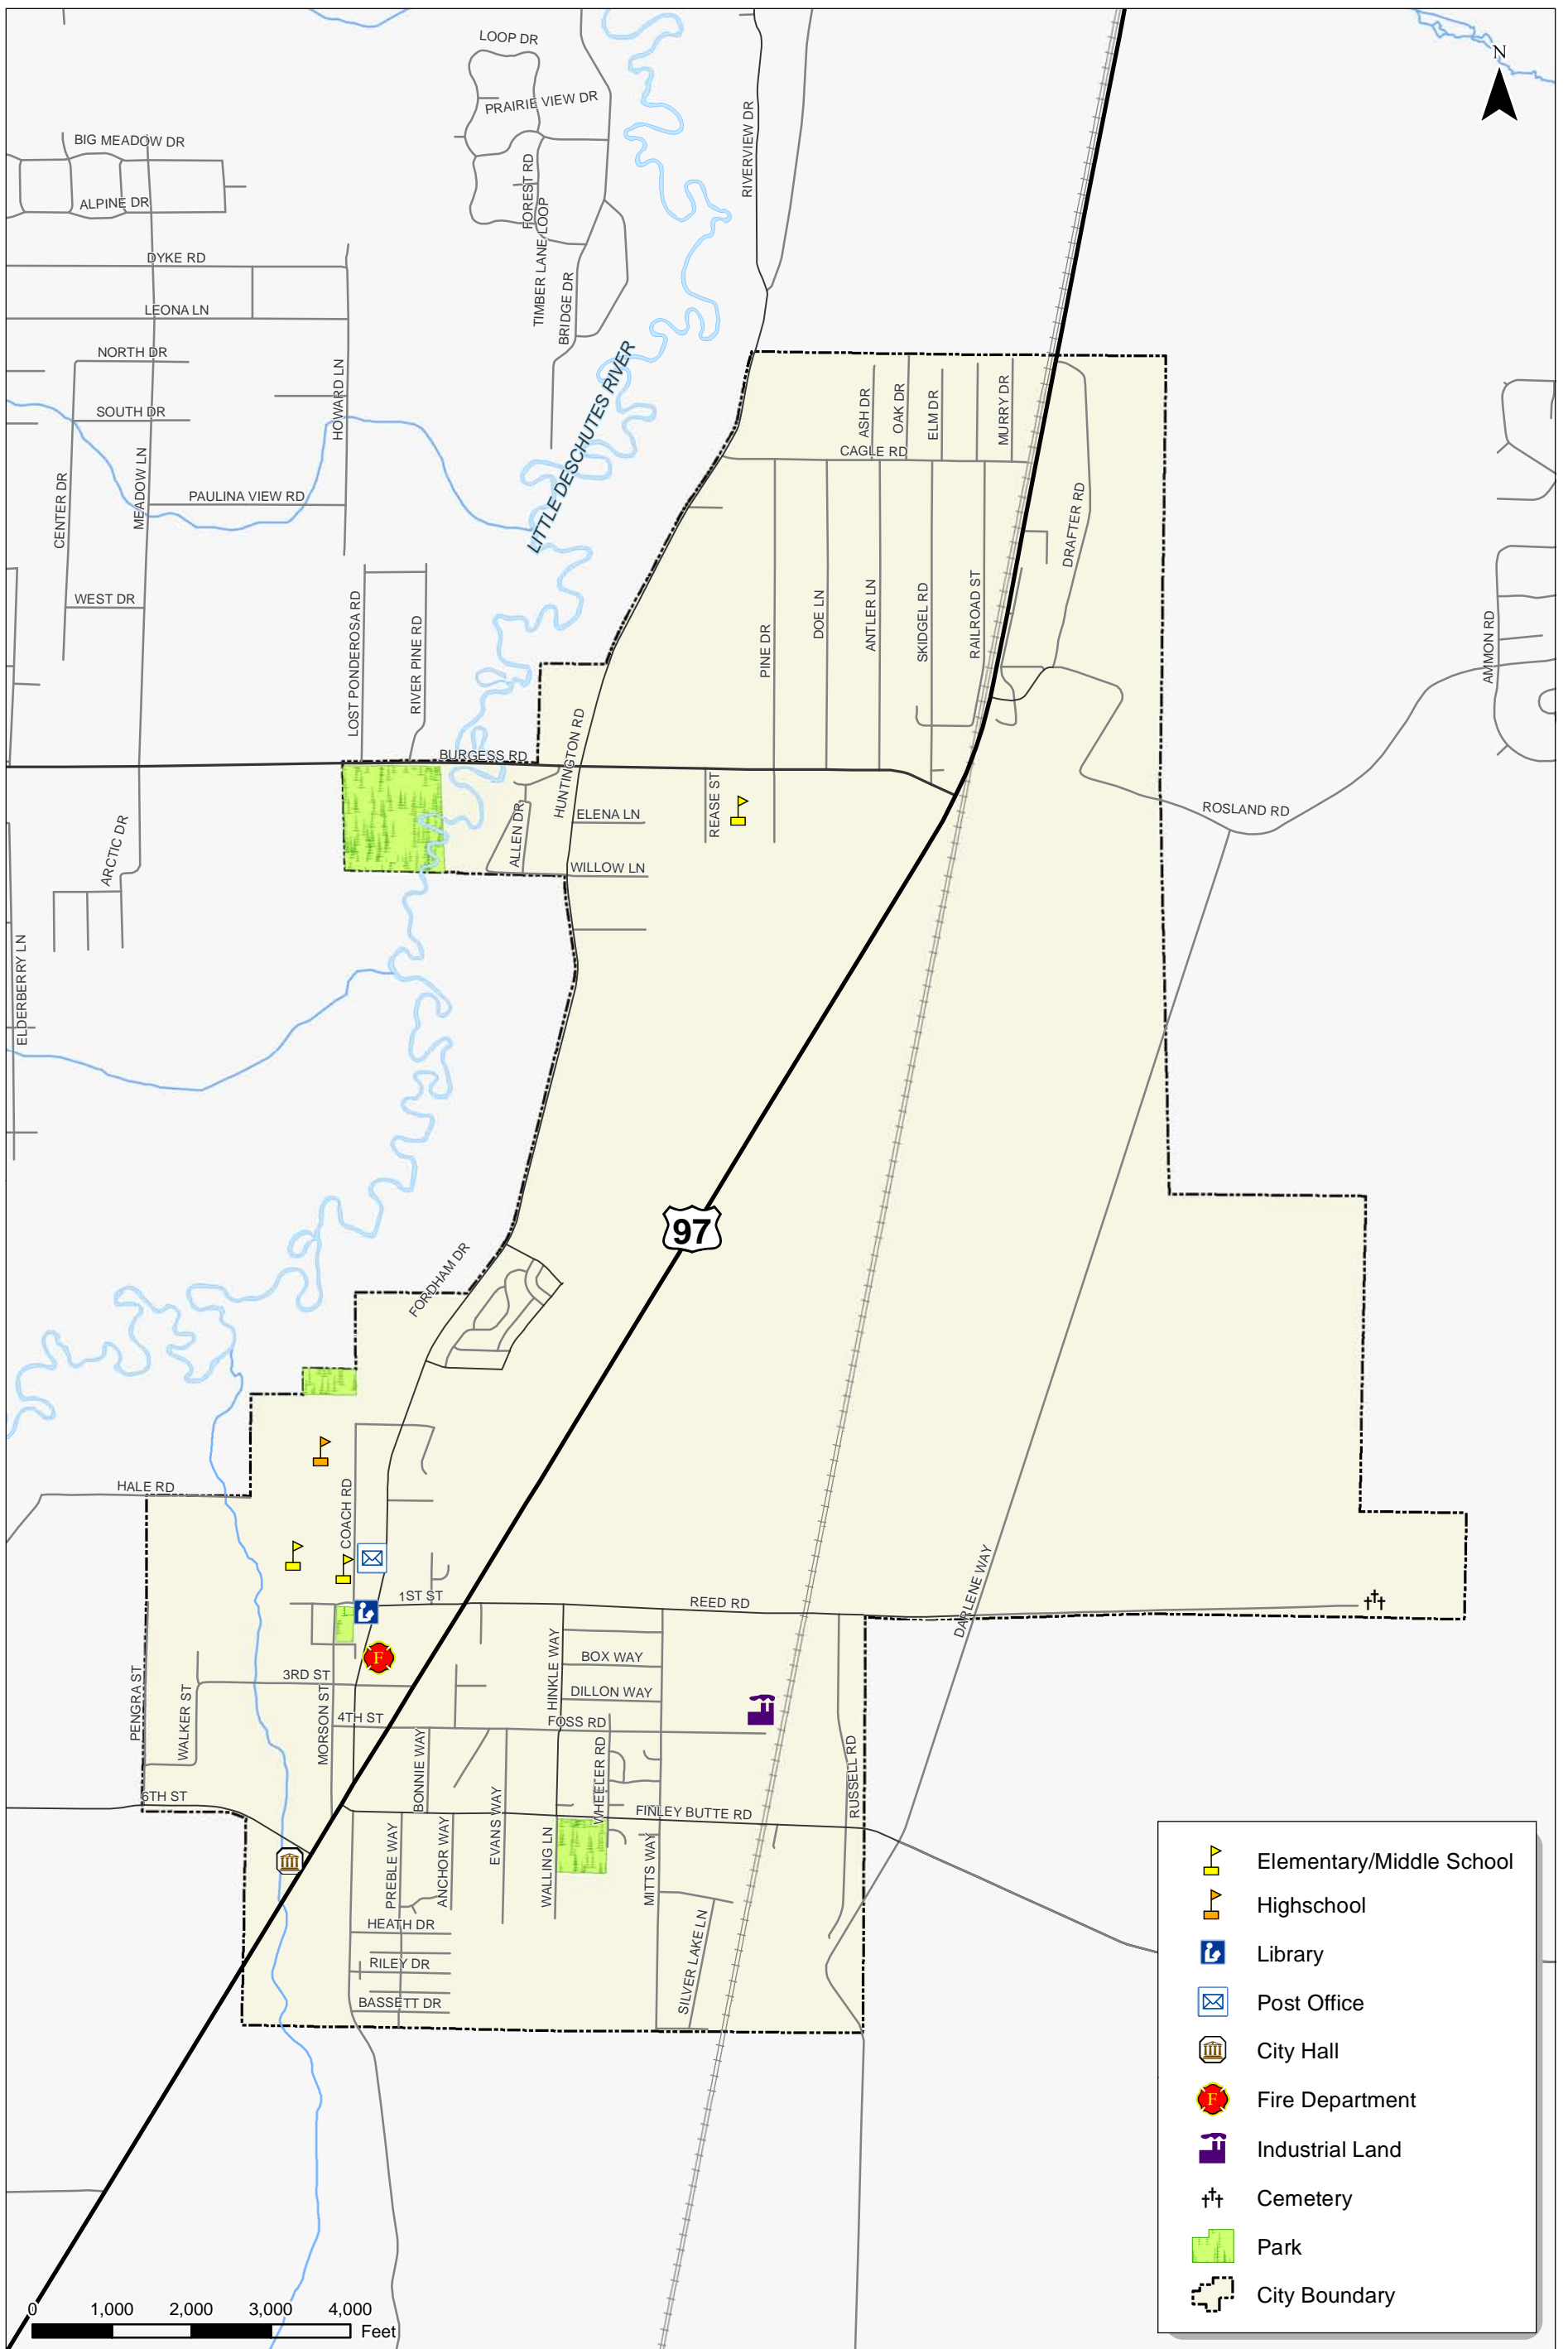 N
LOOP DR
PRAIRIE VIEW DR
RIVERVIEW DR
BIG MEADOW DR
ALPINE DR
FOREST RD
TIMBER LANE LOOP
BRIDGE DR
DYKE RD
LEONA LN
NORTH DR
SOUTH DR
HOWARD LN
CENTER DR
MEADOW LN
PAULINA VIEW RD
LITTLE DESCHUTES RIVER
ASH DR
OAK DR
ELM DR
MURRY DR
CAGLE RD
DRAFTER RD
WEST DR
LOST PONDEROSA RD
RIVER PINE RD
PINE DR
DOE LN
ANTLER LN
SKIDGEL RD
RAILROAD ST
AMMON RD
BURGESS RD
HUNTINGTON RD
ALLEN DR
ELENA LN
REASE ST
ROSLAND RD
WILLOW LN
ARCTIC DR
ELDERBERRY LN
97
FORDHAM DR
HALE RD
COACH RD
1ST ST
REED RD
DARLENE WAY
F
PENGRA ST
WALKER ST
3RD ST
MORSON ST
4TH ST
HINKLE WAY
BOX WAY
DILLON WAY
FOSS RD
BONNIE WAY
WHEELER RD
RUSSELL RD
6TH ST
FINLEY BUTTE RD
PREBLE WAY
ANCHOR WAY
EVANS WAY
WALLING LN
MITTS WAY
HEATH DR
RILEY DR
BASSETT DR
SILVER LAKE LN
Elementary/Middle School
Highschool
Library
Post Office
City Hall
F
Fire Department
Industrial Land
Cemetery
Park
City Boundary
0 1,000 2,000 3,000 4,000
Feet